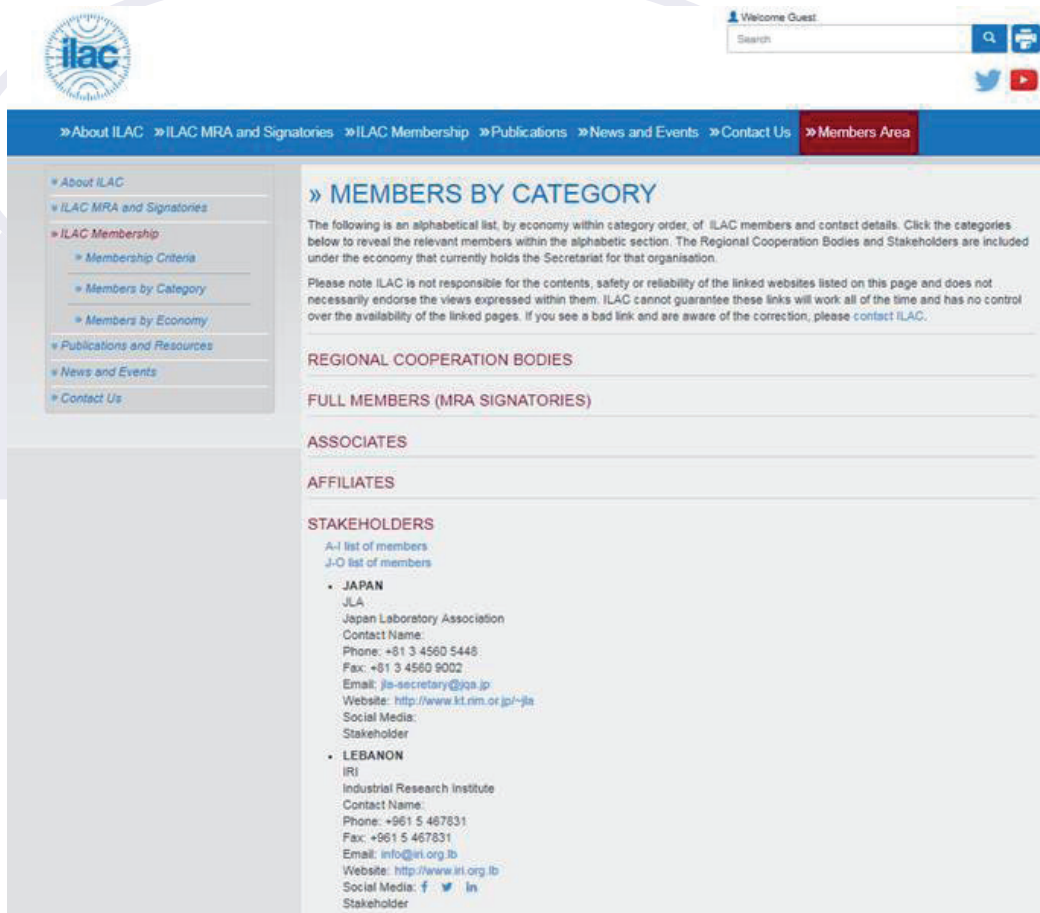 ilac
Welcome Guest
Search
»About ILAC »ILAC MRA and Signatories »ILAC Membership »Publications »News and Events »Contact Us »Members Area
» About ILAC
» ILAC MRA and Signatories
» ILAC Membership
» Membership Criteria
» Members by Category
» Members by Economy
» Publications and Resources
» News and Events
» Contact Us
» MEMBERS BY CATEGORY
The following is an alphabetical list, by economy within category order, of ILAC members and contact details. Click the categories
below to reveal the relevant members within the alphabetic section. The Regional Cooperation Bodies and Stakeholders are included
under the economy that currently holds the Secretariat for that organisation.
Please note ILAC is not responsible for the contents, safety or reliability of the linked websites listed on this page and does not
necessarily endorse the views expressed within them. ILAC cannot guarantee these links will work all of the time and has no control
over the availability of the linked pages. If you see a bad link and are aware of the correction, please contact ILAC.
REGIONAL COOPERATION BODIES
FULL MEMBERS (MRA SIGNATORIES)
ASSOCIATES
AFFILIATES
STAKEHOLDERS
A-I list of members
J-O list of members
• JAPAN
JLA
Japan Laboratory Association
Contact Name:
Phone: +81 3 4560 5448
Fax: +81 3 4560 9002
Email: jla-secretary@jqa.jp
Website: http://www.kt.rim.or.jp/~jla
Social Media:
Stakeholder
• LEBANON
IRI
Industrial Research Institute
Contact Name:
Phone: +961 5 467831
Fax: +961 5 467831
Email: info@iri.org.lb
Website: http://www.iri.org.lb
Social Media:
Stakeholder